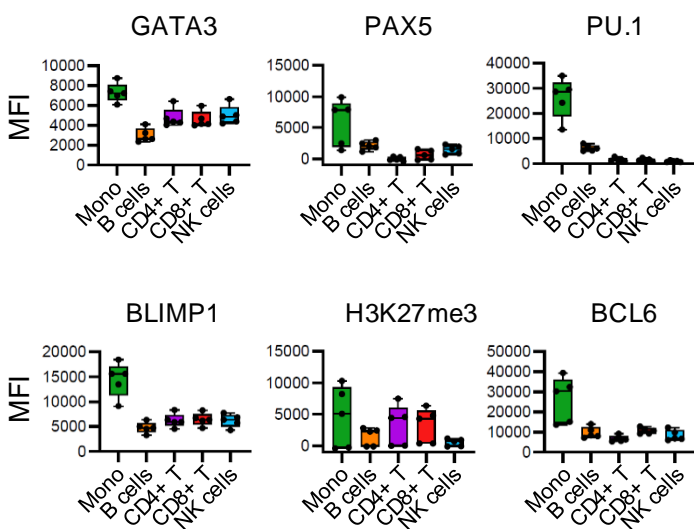 GATA3 PAX5 PU.1
MFI
10000 8000 6000 4000 2000 0
15000 10000 5000 0
40000 30000 20000 10000 0
Mono B cells CD4+ T CD8+ T NK cells
Mono B cells CD4+ T CD8+ T NK cells
Mono B cells CD4+ T CD8+ T NK cells
BLIMP1 H3K27me3 BCL6
MFI
20000 15000 10000 5000 0
15000 10000 5000 0
50000 40000 30000 20000 10000 0
Mono B cells CD4+ T CD8+ T NK cells
Mono B cells CD4+ T CD8+ T NK cells
Mono B cells CD4+ T CD8+ T NK cells